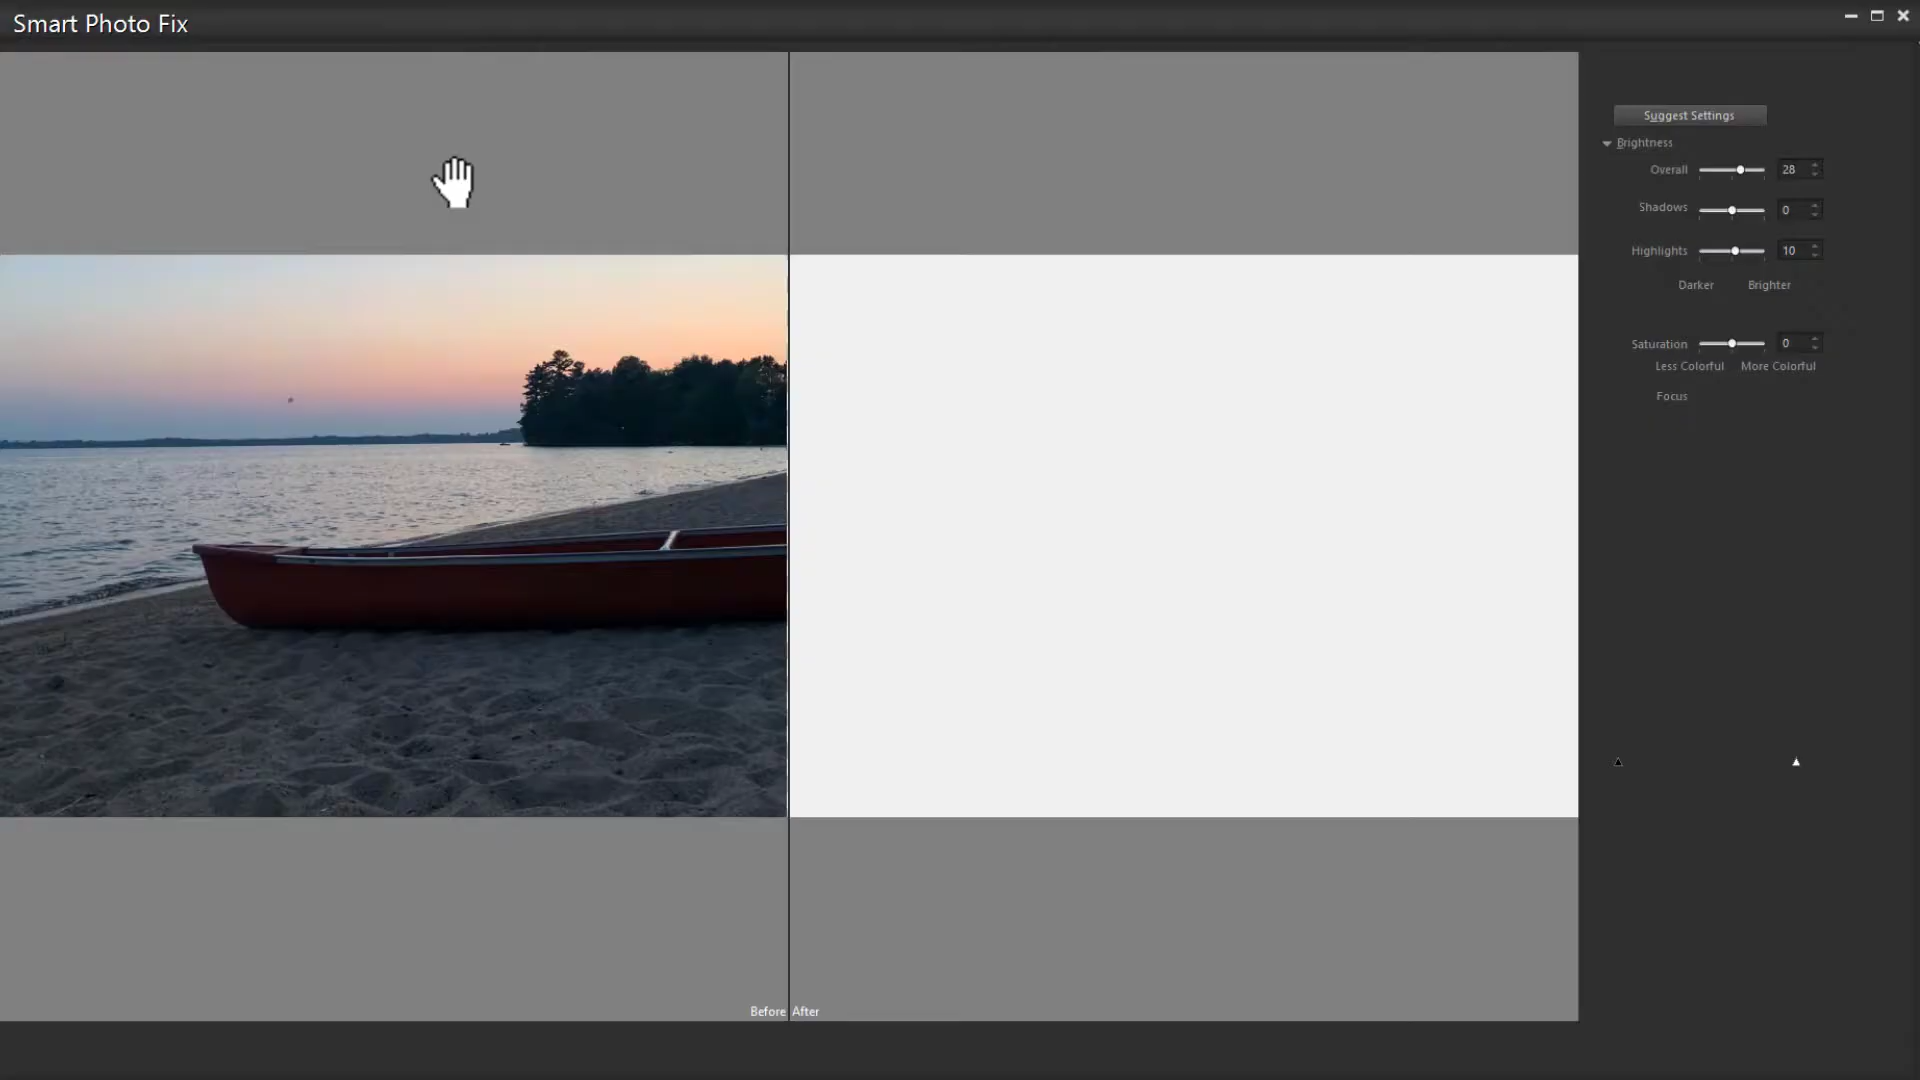 Smart Photo Fix
Suggest Settings
Brightness
Overall 28
Shadows 0
Highlights 10
Darker Brighter
Saturation 0
Less Colorful More Colorful
Focus
Before After